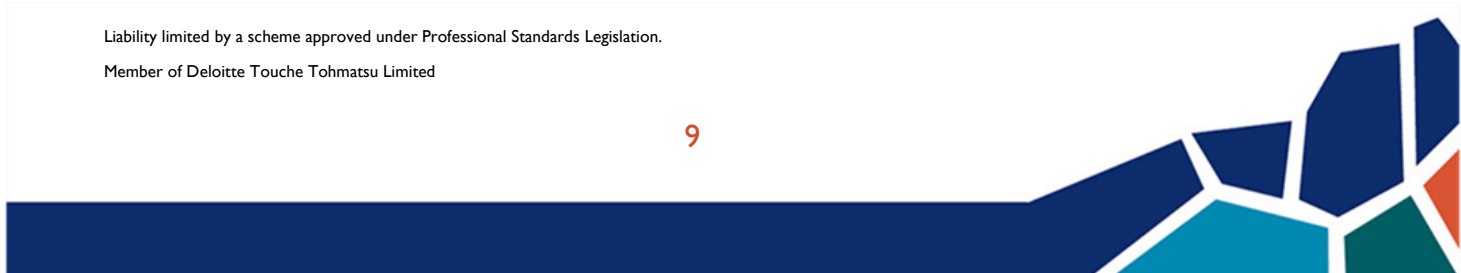 Liability limited by a scheme approved under Professional Standards Legislation.
Member of Deloitte Touche Tohmatsu Limited
9